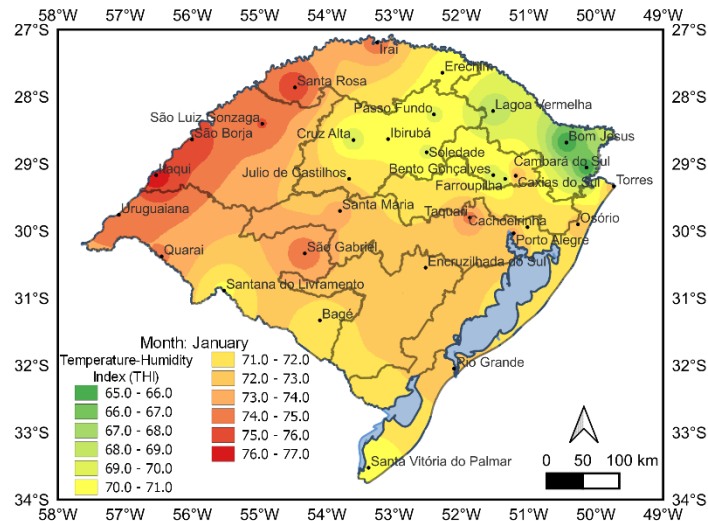 58°W 57°W 56°W 55°W 54°W 53°W 52°W 51°W 50°W 49°W
27°S 27°S
Iraí
Erechim
28°S 28°S
Santa Rosa
Lagoa Vermelha
Passo Fundo
São Luiz Gonzaga
São Borja
Cruz Alta
Ibirubá
Bom Jesus
Soledade
29°S 29°S
Itaqui
Julio de Castilhos
Bento Gonçalves
Cambará do Sul
Farroupilha
Caxias do Sul
Torres
Uruguaiana
Santa Maria
Taquari
Cachoeirinha
Osório
30°S 30°S
Porto Alegre
Quarai
São Gabriel
Encruzilhada do Sul
Santana do Livramento
31°S 31°S
Bagé
Month: January
Temperature-Humidity
Index (THI)
65.0 - 66.0
66.0 - 67.0
67.0 - 68.0
68.0 - 69.0
69.0 - 70.0
70.0 - 71.0
71.0 - 72.0
72.0 - 73.0
73.0 - 74.0
74.0 - 75.0
75.0 - 76.0
76.0 - 77.0
32°S 32°S
Rio Grande
33°S 33°S
Santa Vitória do Palmar
0 50 100 km
34°S 34°S
58°W 57°W 56°W 55°W 54°W 53°W 52°W 51°W 50°W 49°W